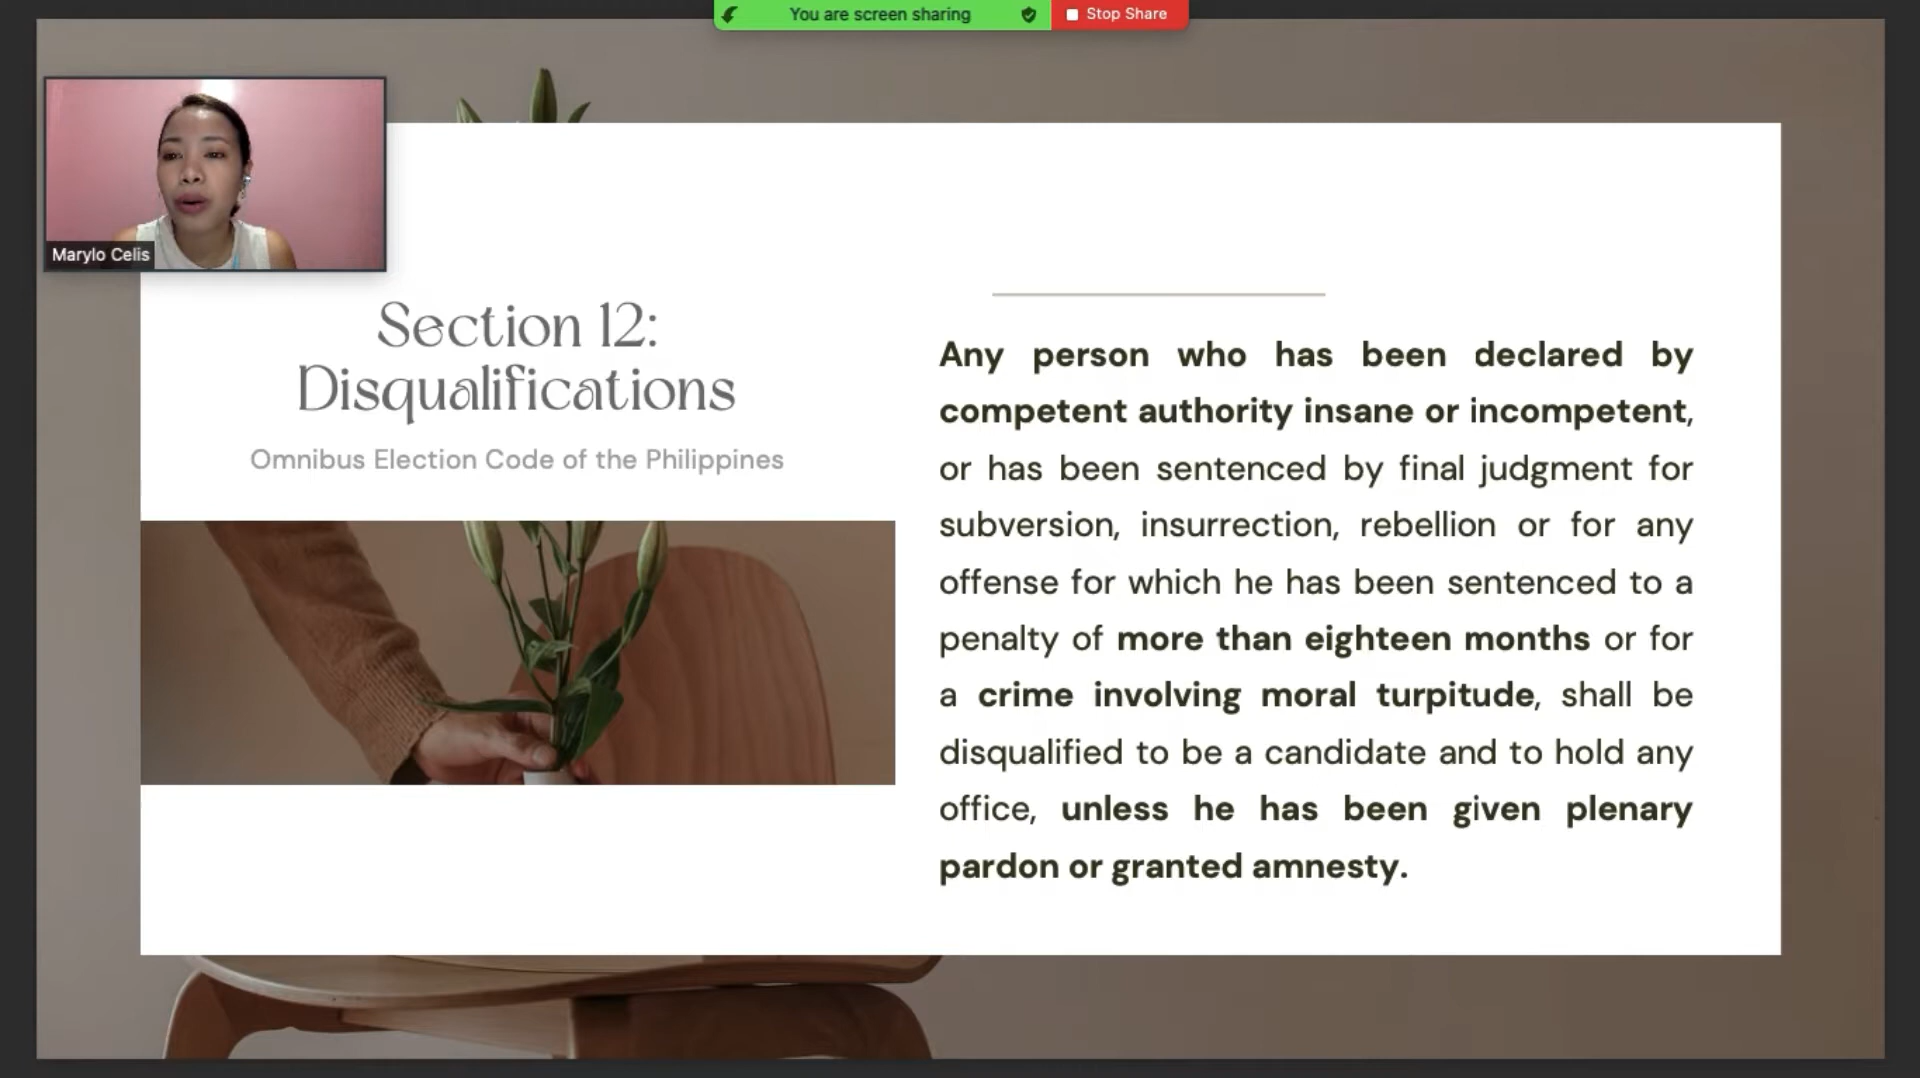 You are screen sharing
Stop Share
Marylo Celis
Section 12:
Disqualifications
Omnibus Election Code of the Philippines
Any person who has been declared by
competent authority insane or incompetent,
or has been sentenced by final judgment for
subversion, insurrection, rebellion or for any
offense for which he has been sentenced to a
penalty of more than eighteen months or for
a crime involving moral turpitude, shall be
disqualified to be a candidate and to hold any
office, unless he has been given plenary
pardon or granted amnesty.